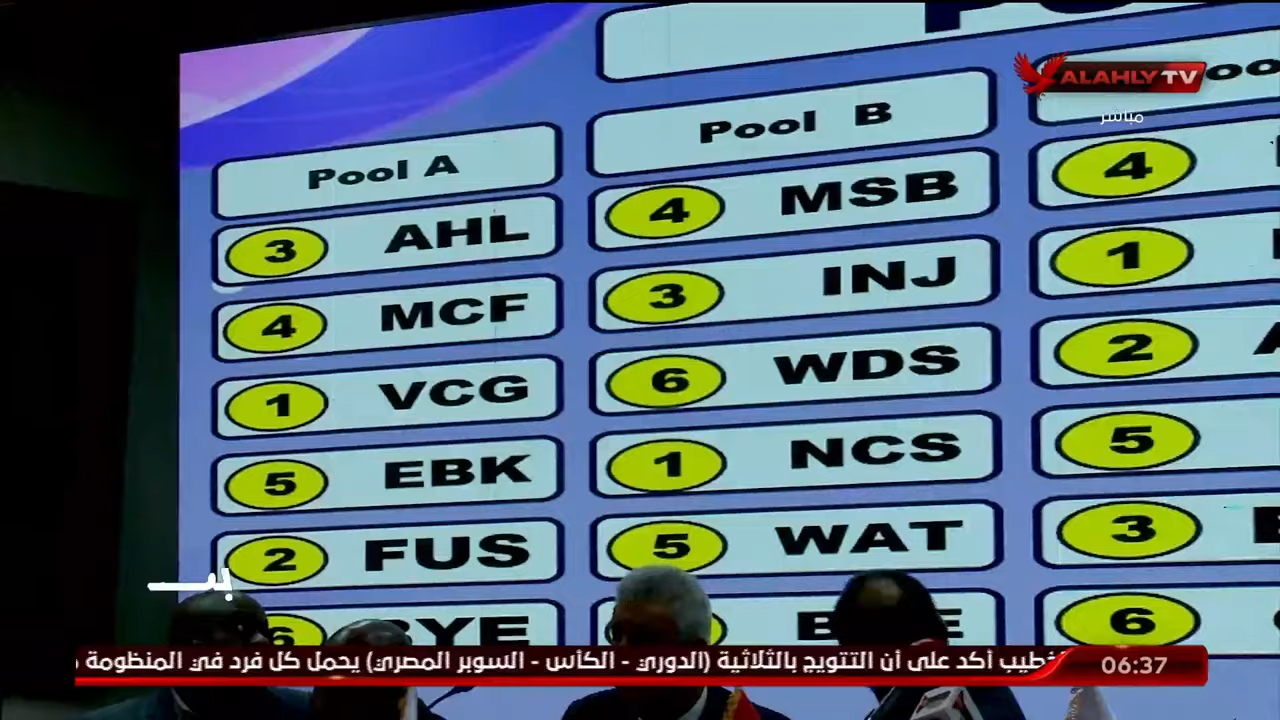 ALAHLY TV
مباشر
Pool A
3 AHL
4 MCF
1 VCG
5 EBK
2 FUS
6 BYE
Pool B
4 MSB
3 INJ
6 WDS
1 NCS
5 WAT
4
1
2
5
3
6
أكد على أن التتويج بالثلاثية (الدوري - الكأس - السوبر المصري) يحمل كل فرد في المنظومة
06:37